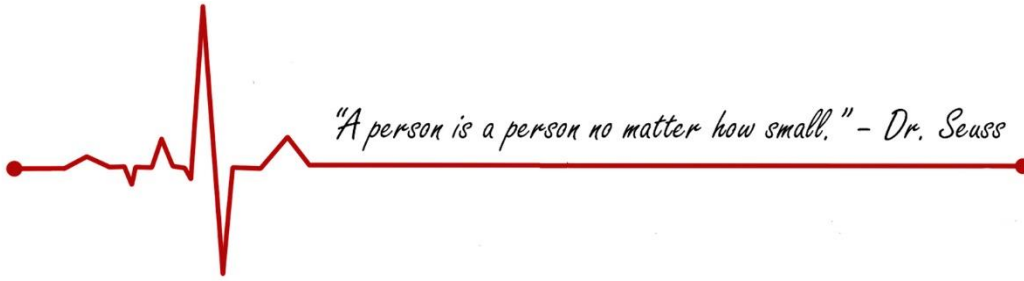 “A person is a person no matter how small.” – Dr. Seuss